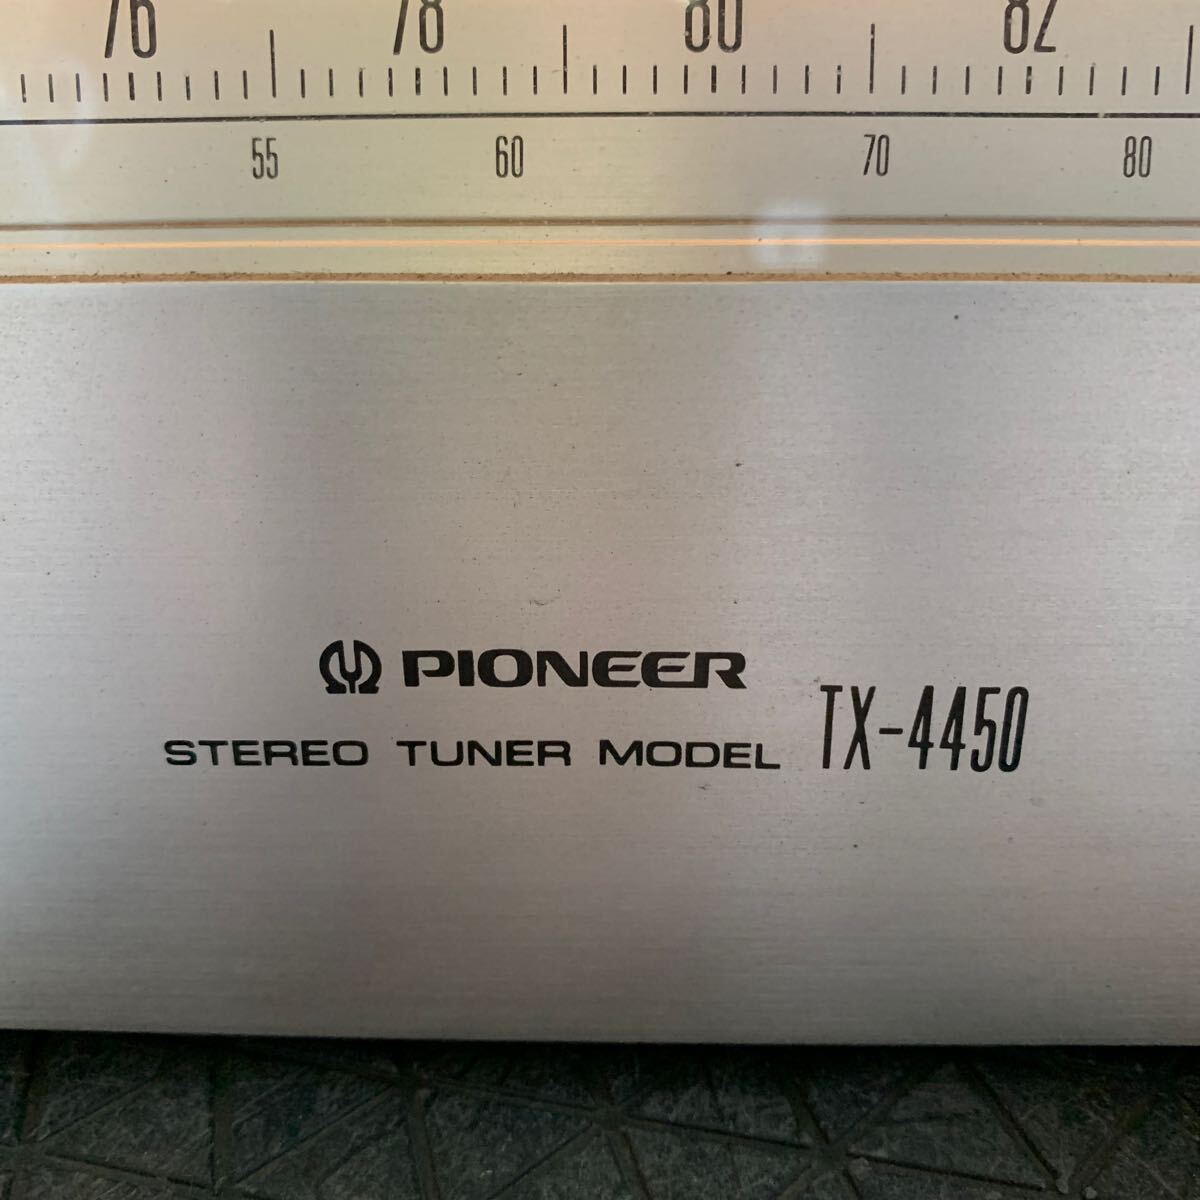 76 78 80 82
55 60 70 80
PIONEER
STEREO TUNER MODEL TX-4450